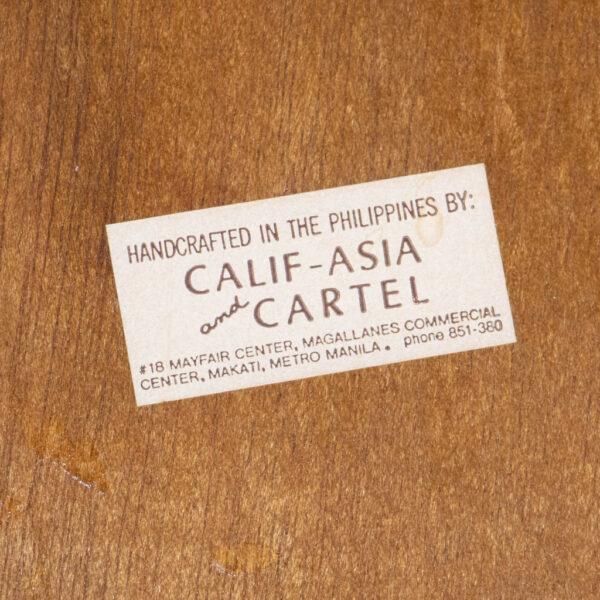 HANDCRAFTED IN THE PHILIPPINES BY:
CALIF-ASIA
and CARTEL
#18 MAYFAIR CENTER, MAGALLANES COMMERCIAL
CENTER, MAKATI, METRO MANILA. phone 851-380